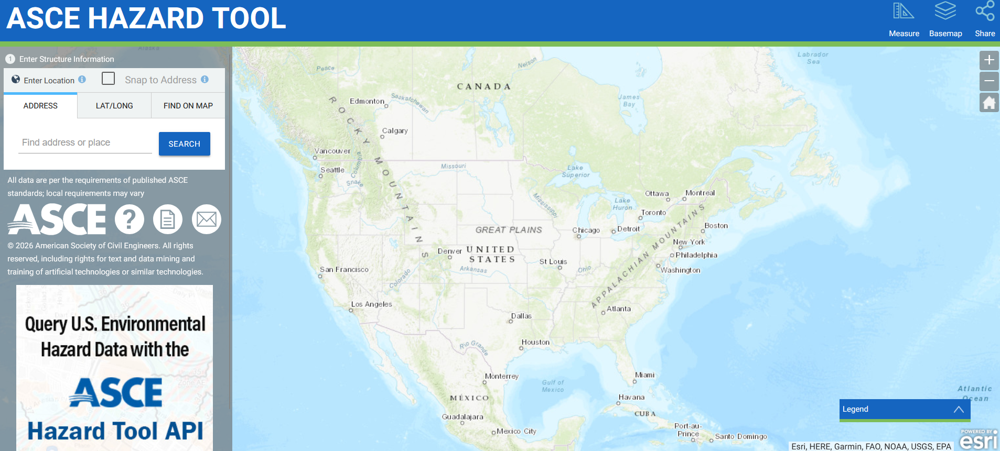 ASCE HAZARD TOOL
Measure
Basemap
Share
Alaska
1 Enter Structure Information
Enter Location
Snap to Address
ADDRESS
LAT/LONG
FIND ON MAP
Find address or place
SEARCH
All data are per the requirements of published ASCE
standards; local requirements may vary
ASCE
?
© 2026 American Society of Civil Engineers. All rights
reserved, including rights for text and data mining and
training of artificial technologies or similar technologies.
Query U.S. Environmental
Hazard Data with the
ASCE
Hazard Tool API
36
35
Zone AE
Labrador
Sea
Peace
Nelson
CANADA
Edmonton
Saskatchewan
James
Bay
ROCKY MOUNTAINS
Calgary
Vancouver
Columbia
Seattle
Snake
Missouri
Lake
Superior
Mississippi
Ottawa
Montreal
Lake
Huron
Toronto
GREAT PLAINS
Chicago
Detroit
Boston
APPALACHIAN MOUNTAINS
New York
Denver
UNITED
STATES
St Louis
Philadelphia
Arkansas
Ohio
Washington
San Francisco
Colorado
Los Angeles
Atlanta
Dallas
Houston
Rio Grande
Monterrey
Gulf of
Mexico
Miami
MÉXICO
Havana
CUBA
Guadalajara
Mexico City
Port-au-
Prince
Santo Domingo
Atlantic
Ocean
Legend
POWERED BY
esri
Esri, HERE, Garmin, FAO, NOAA, USGS, EPA